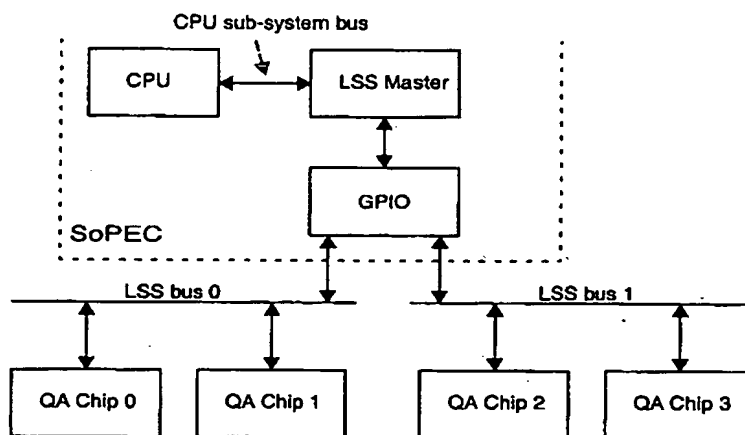 CPU sub-system bus
CPU
LSS Master
GPIO
SoPEC
LSS bus 0
LSS bus 1
QA Chip 0
QA Chip 1
QA Chip 2
QA Chip 3